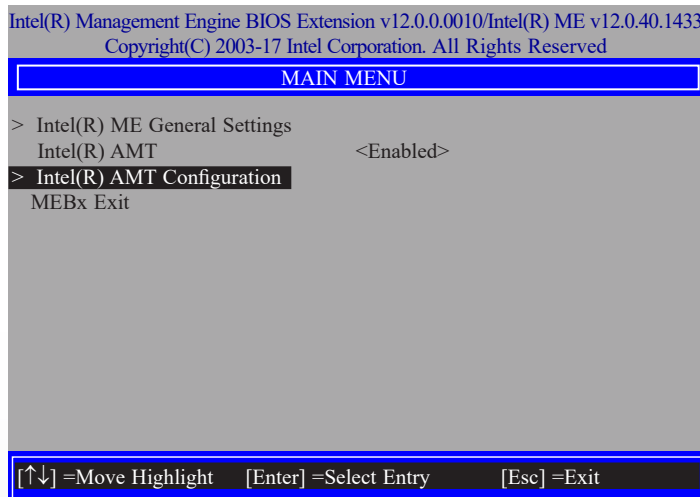 Intel(R) Management Engine BIOS Extension v12.0.0.0010/Intel(R) ME v12.0.40.1433
Copyright(C) 2003-17 Intel Corporation. All Rights Reserved
MAIN MENU
> Intel(R) ME General Settings
Intel(R) AMT <Enabled>
> Intel(R) AMT Configuration
MEBx Exit
[↑↓] =Move Highlight [Enter] =Select Entry [Esc] =Exit